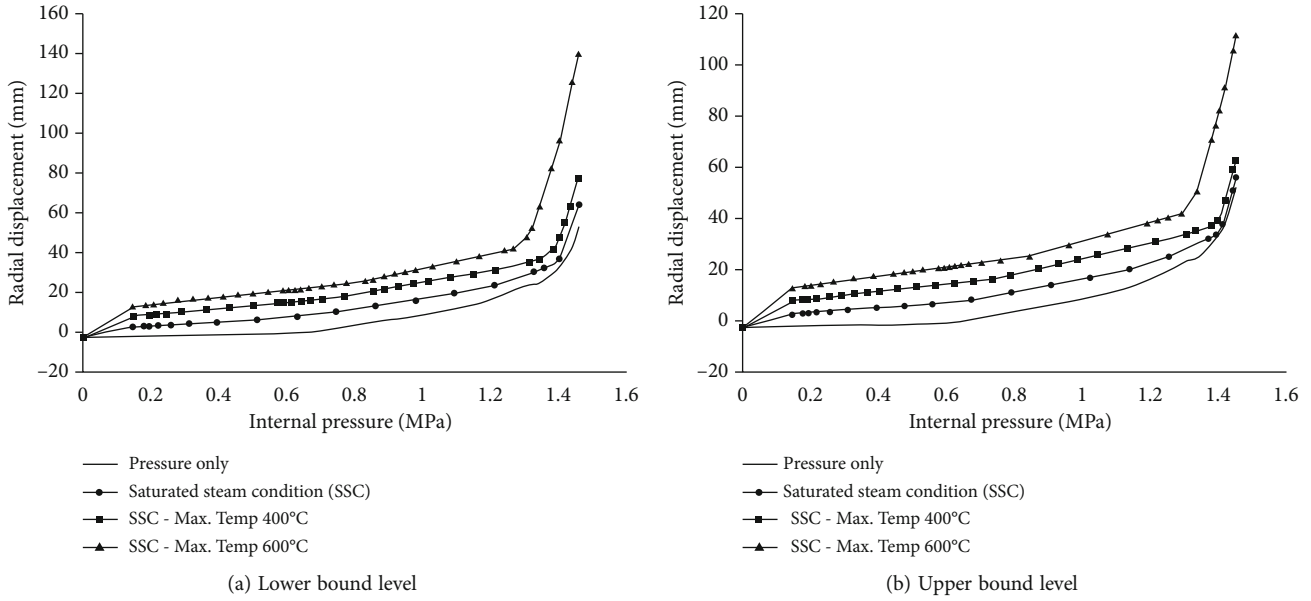 160
140
120
100
80
60
40
20
0
–20
Radial displacement (mm)
0 0.2 0.4 0.6 0.8 1 1.2 1.4 1.6
Internal pressure (MPa)
Pressure only
Saturated steam condition (SSC)
SSC - Max. Temp 400°C
SSC - Max. Temp 600°C
(a) Lower bound level
120
100
80
60
40
20
0
–20
Radial displacement (mm)
0 0.2 0.4 0.6 0.8 1 1.2 1.4 1.6
Internal pressure (MPa)
Pressure only
Saturated steam condition (SSC)
SSC - Max. Temp 400°C
SSC - Max. Temp 600°C
(b) Upper bound level